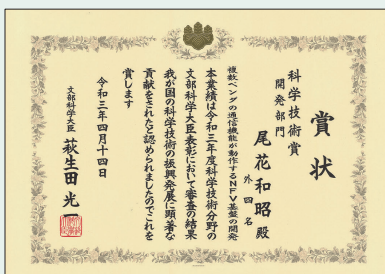 賞状
科学技術賞
開発部門
尾花和昭殿
外四名
複数ベンダの通信機能が動作するNFV基盤の開発
本業績は令和三年度科学技術分野の
文部科学大臣表彰において審査の結果
我が国の科学技術の振興発展に顕著な
貢献をされたと認められましたのでこれを
賞します
令和三年四月十四日
文部科学大臣 萩生田光一